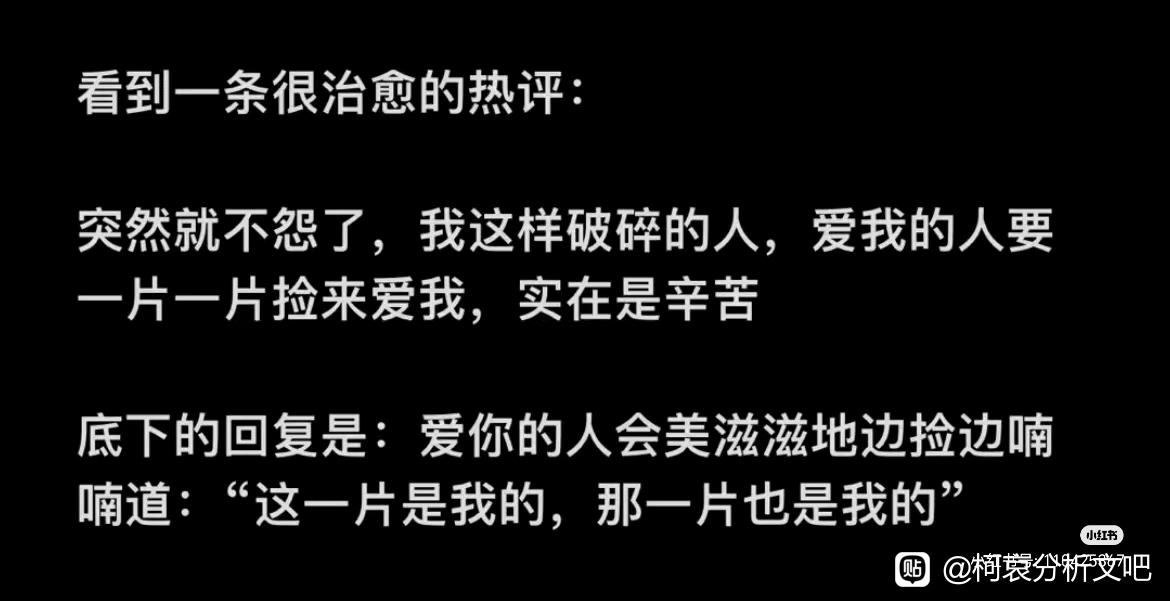 看到一条很治愈的热评：
突然就不怨了，我这样破碎的人，爱我的人要
一片一片捡来爱我，实在是辛苦
底下的回复是：爱你的人会美滋滋地边捡边喃
喃道：“这一片是我的，那一片也是我的”
小红书
贴 @柯哀分析文吧